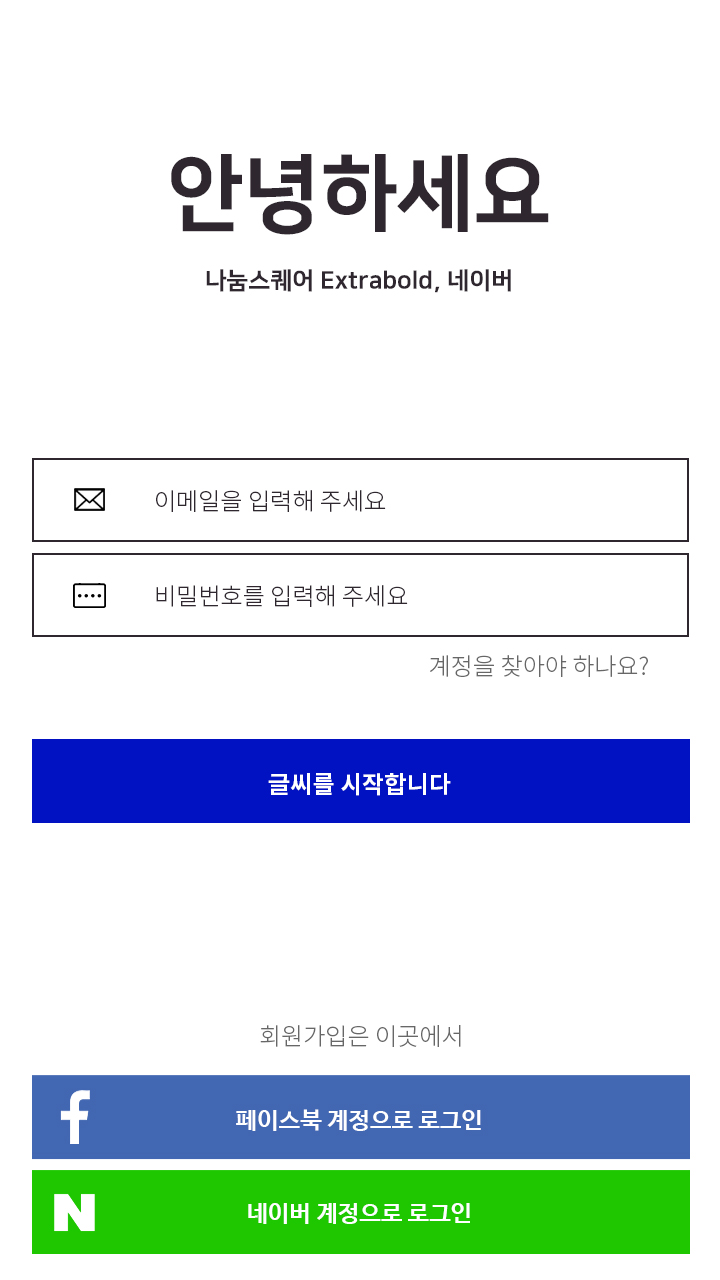 안녕하세요
나눔스퀘어 Extrabold, 네이버
이메일을 입력해 주세요
비밀번호를 입력해 주세요
계정을 찾아야 하나요?
글씨를 시작합니다
회원가입은 이곳에서
f 페이스북 계정으로 로그인
N 네이버 계정으로 로그인